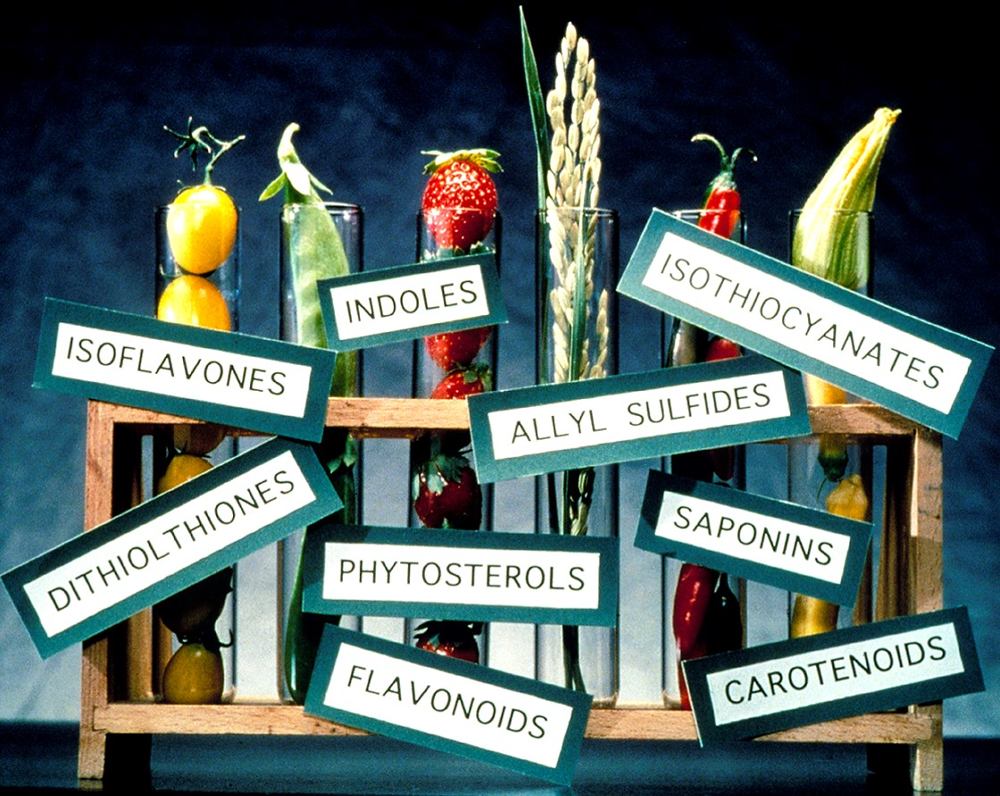 ISOTHIOCYANATES
INDOLES
ISOFLAVONES
ALLYL SULFIDES
DITHIOLTHIONES
SAPONINS
PHYTOSTEROLS
CAROTENOIDS
FLAVONOIDS